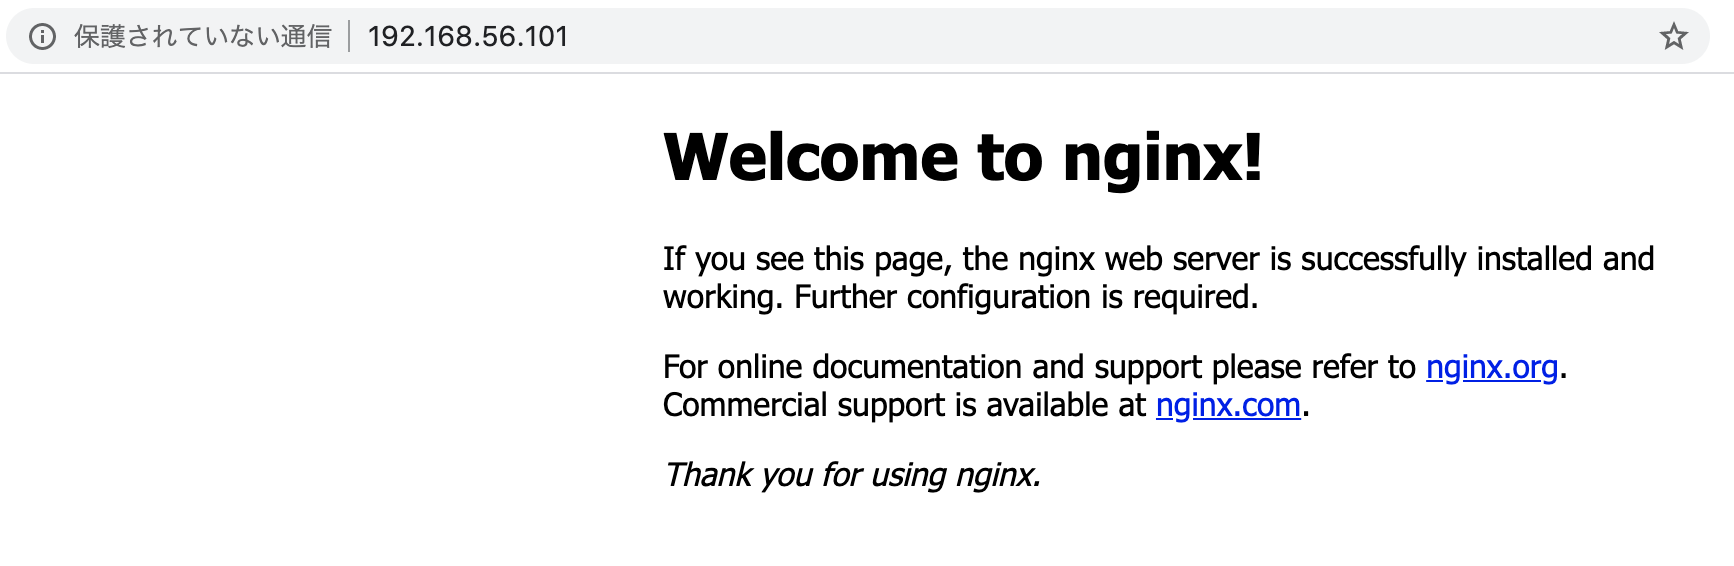 保護されていない通信 192.168.56.101
Welcome to nginx!
If you see this page, the nginx web server is successfully installed and
working. Further configuration is required.
For online documentation and support please refer to nginx.org.
Commercial support is available at nginx.com.
Thank you for using nginx.